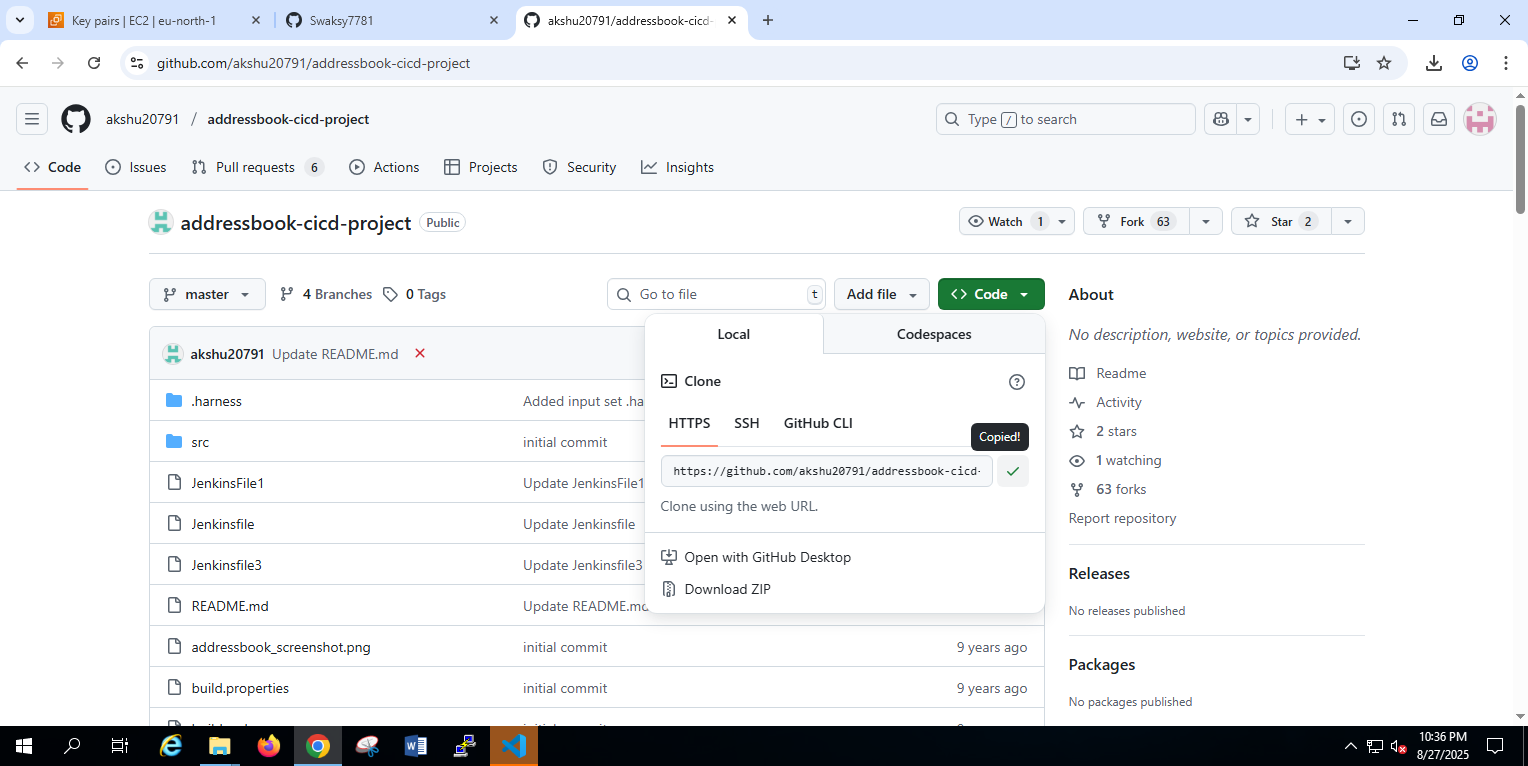 Key pairs | EC2 | eu-north-1
Swaksy7781
akshu20791/addressbook-cicd-
github.com/akshu20791/addressbook-cicd-project
akshu20791 / addressbook-cicd-project
Type / to search
Code
Issues
Pull requests 6
Actions
Projects
Security
Insights
addressbook-cicd-project Public
Watch 1
Fork 63
Star 2
master
4 Branches
0 Tags
Go to file t
Add file
Code
Local
Codespaces
Clone
HTTPS
SSH
GitHub CLI
Copied!
https://github.com/akshu20791/addressbook-cicd-
Clone using the web URL.
Open with GitHub Desktop
Download ZIP
akshu20791 Update README.md
.harness Added input set .ha
src initial commit
JenkinsFile1 Update JenkinsFile1
Jenkinsfile Update Jenkinsfile
Jenkinsfile3 Update Jenkinsfile3
README.md Update README.md
addressbook_screenshot.png initial commit 9 years ago
build.properties initial commit 9 years ago
About
No description, website, or topics provided.
Readme
Activity
2 stars
1 watching
63 forks
Report repository
Releases
No releases published
Packages
No packages published
10:36 PM
8/27/2025